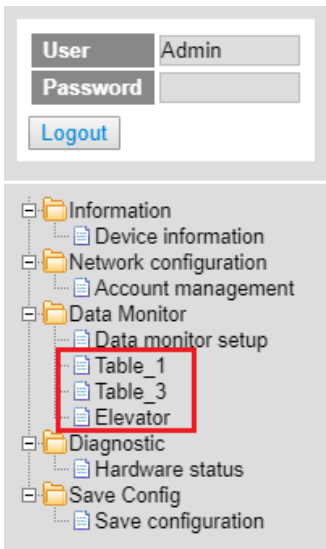 User Admin
Password
Logout
Information
Device information
Network configuration
Account management
Data Monitor
Data monitor setup
Table_1
Table_3
Elevator
Diagnostic
Hardware status
Save Config
Save configuration